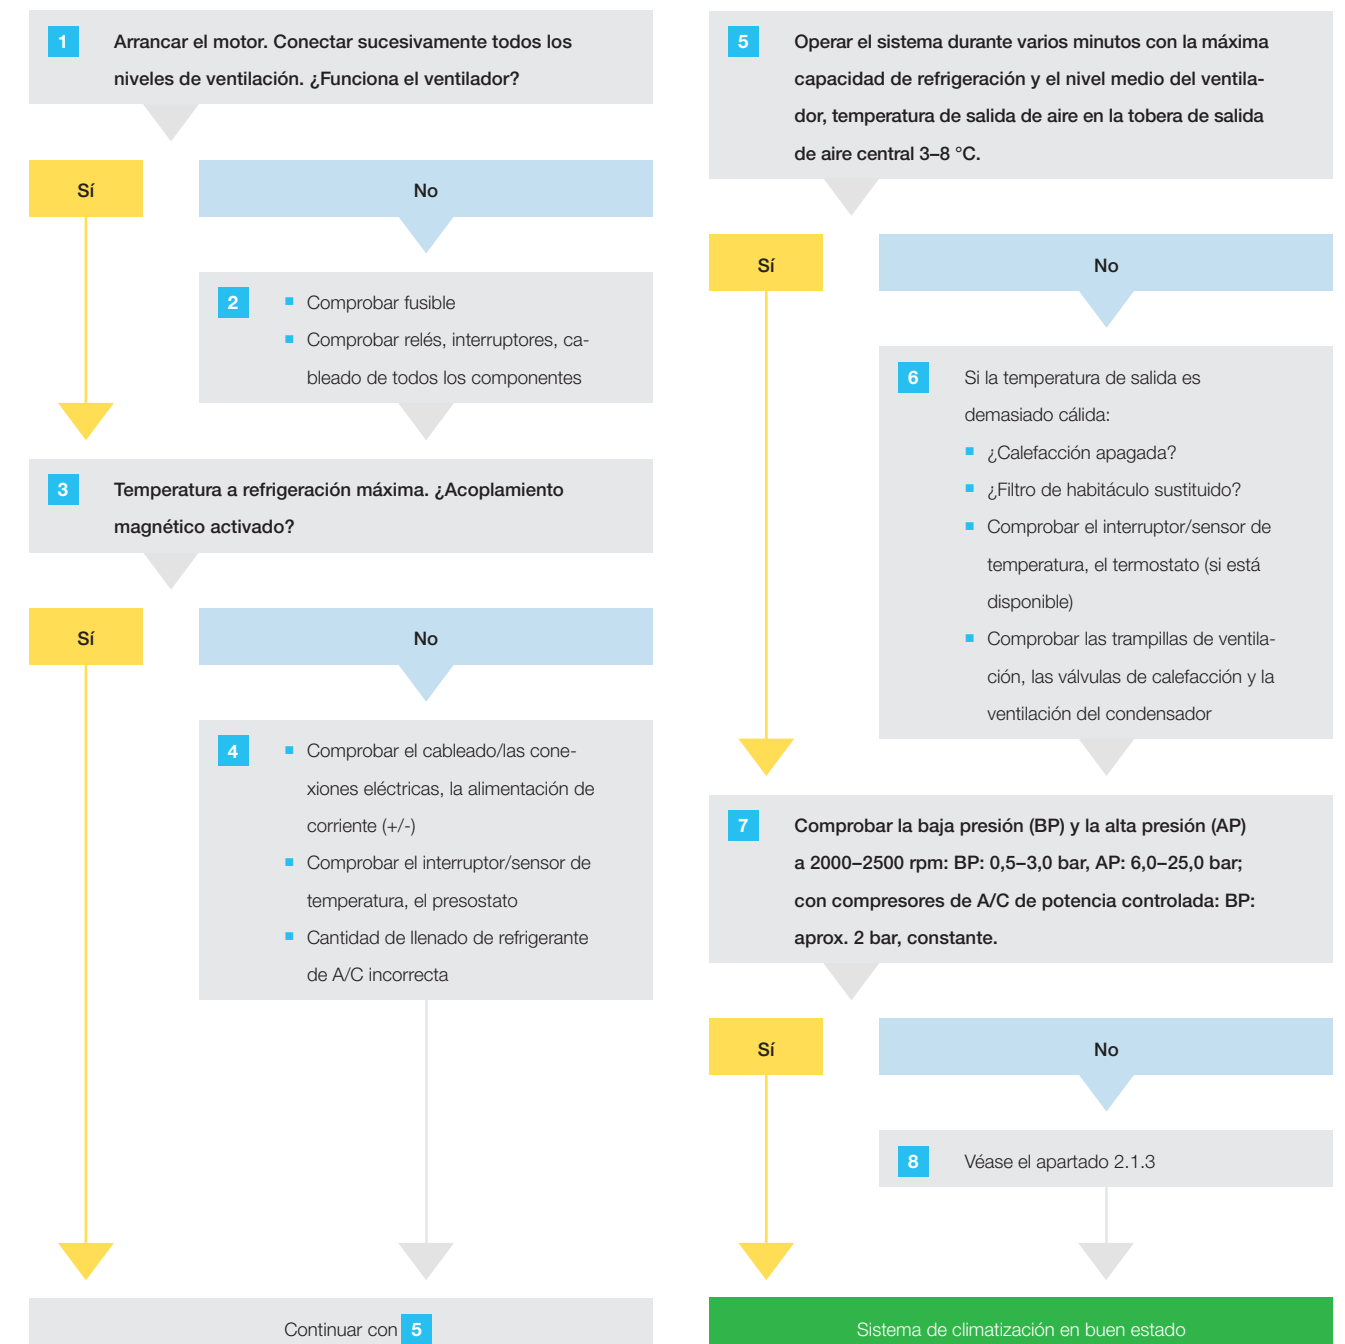 1
Arrancar el motor. Conectar sucesivamente todos los
niveles de ventilación. ¿Funciona el ventilador?
Sí
No
2
Comprobar fusible
Comprobar relés, interruptores, ca-
bleado de todos los componentes
3
Temperatura a refrigeración máxima. ¿Acoplamiento
magnético activado?
Sí
No
4
Comprobar el cableado/las cone-
xiones eléctricas, la alimentación de
corriente (+/-)
Comprobar el interruptor/sensor de
temperatura, el presostato
Cantidad de llenado de refrigerante
de A/C incorrecta
Continuar con 5
5
Operar el sistema durante varios minutos con la máxima
capacidad de refrigeración y el nivel medio del ventila-
dor, temperatura de salida de aire en la tobera de salida
de aire central 3–8 °C.
Sí
No
6
Si la temperatura de salida es
demasiado cálida:
¿Calefacción apagada?
¿Filtro de habitáculo sustituido?
Comprobar el interruptor/sensor de
temperatura, el termostato (si está
disponible)
Comprobar las trampillas de ventila-
ción, las válvulas de calefacción y la
ventilación del condensador
7
Comprobar la baja presión (BP) y la alta presión (AP)
a 2000–2500 rpm: BP: 0,5–3,0 bar, AP: 6,0–25,0 bar;
con compresores de A/C de potencia controlada: BP:
aprox. 2 bar, constante.
Sí
No
8
Véase el apartado 2.1.3
Sistema de climatización en buen estado